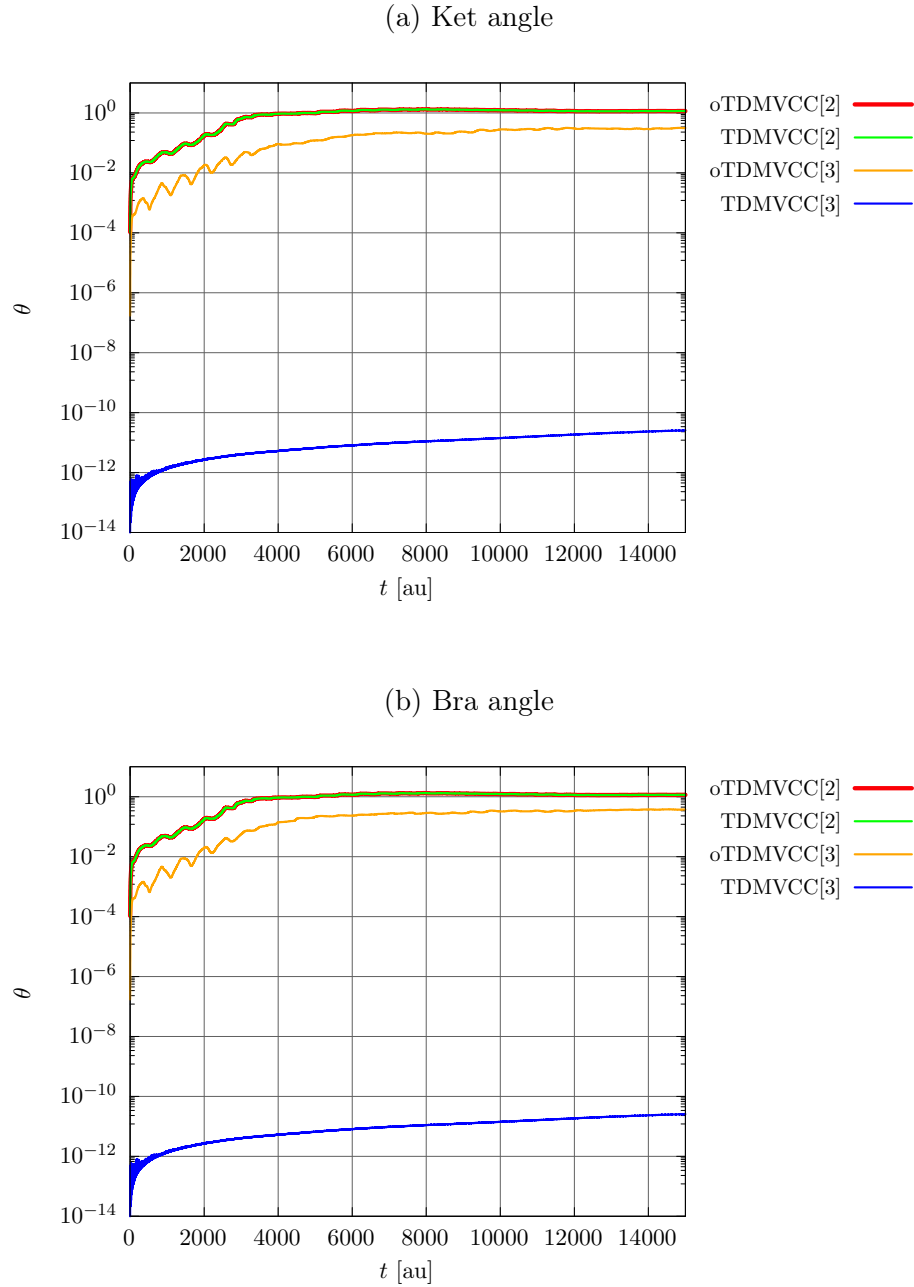 (a) Ket angle
10^0
10^-2
10^-4
10^-6
10^-8
10^-10
10^-12
10^-14
θ
0 2000 4000 6000 8000 10000 12000 14000
t [au]
oTDMVCC[2]
TDMVCC[2]
oTDMVCC[3]
TDMVCC[3]
(b) Bra angle
10^0
10^-2
10^-4
10^-6
10^-8
10^-10
10^-12
10^-14
θ
0 2000 4000 6000 8000 10000 12000 14000
t [au]
oTDMVCC[2]
TDMVCC[2]
oTDMVCC[3]
TDMVCC[3]